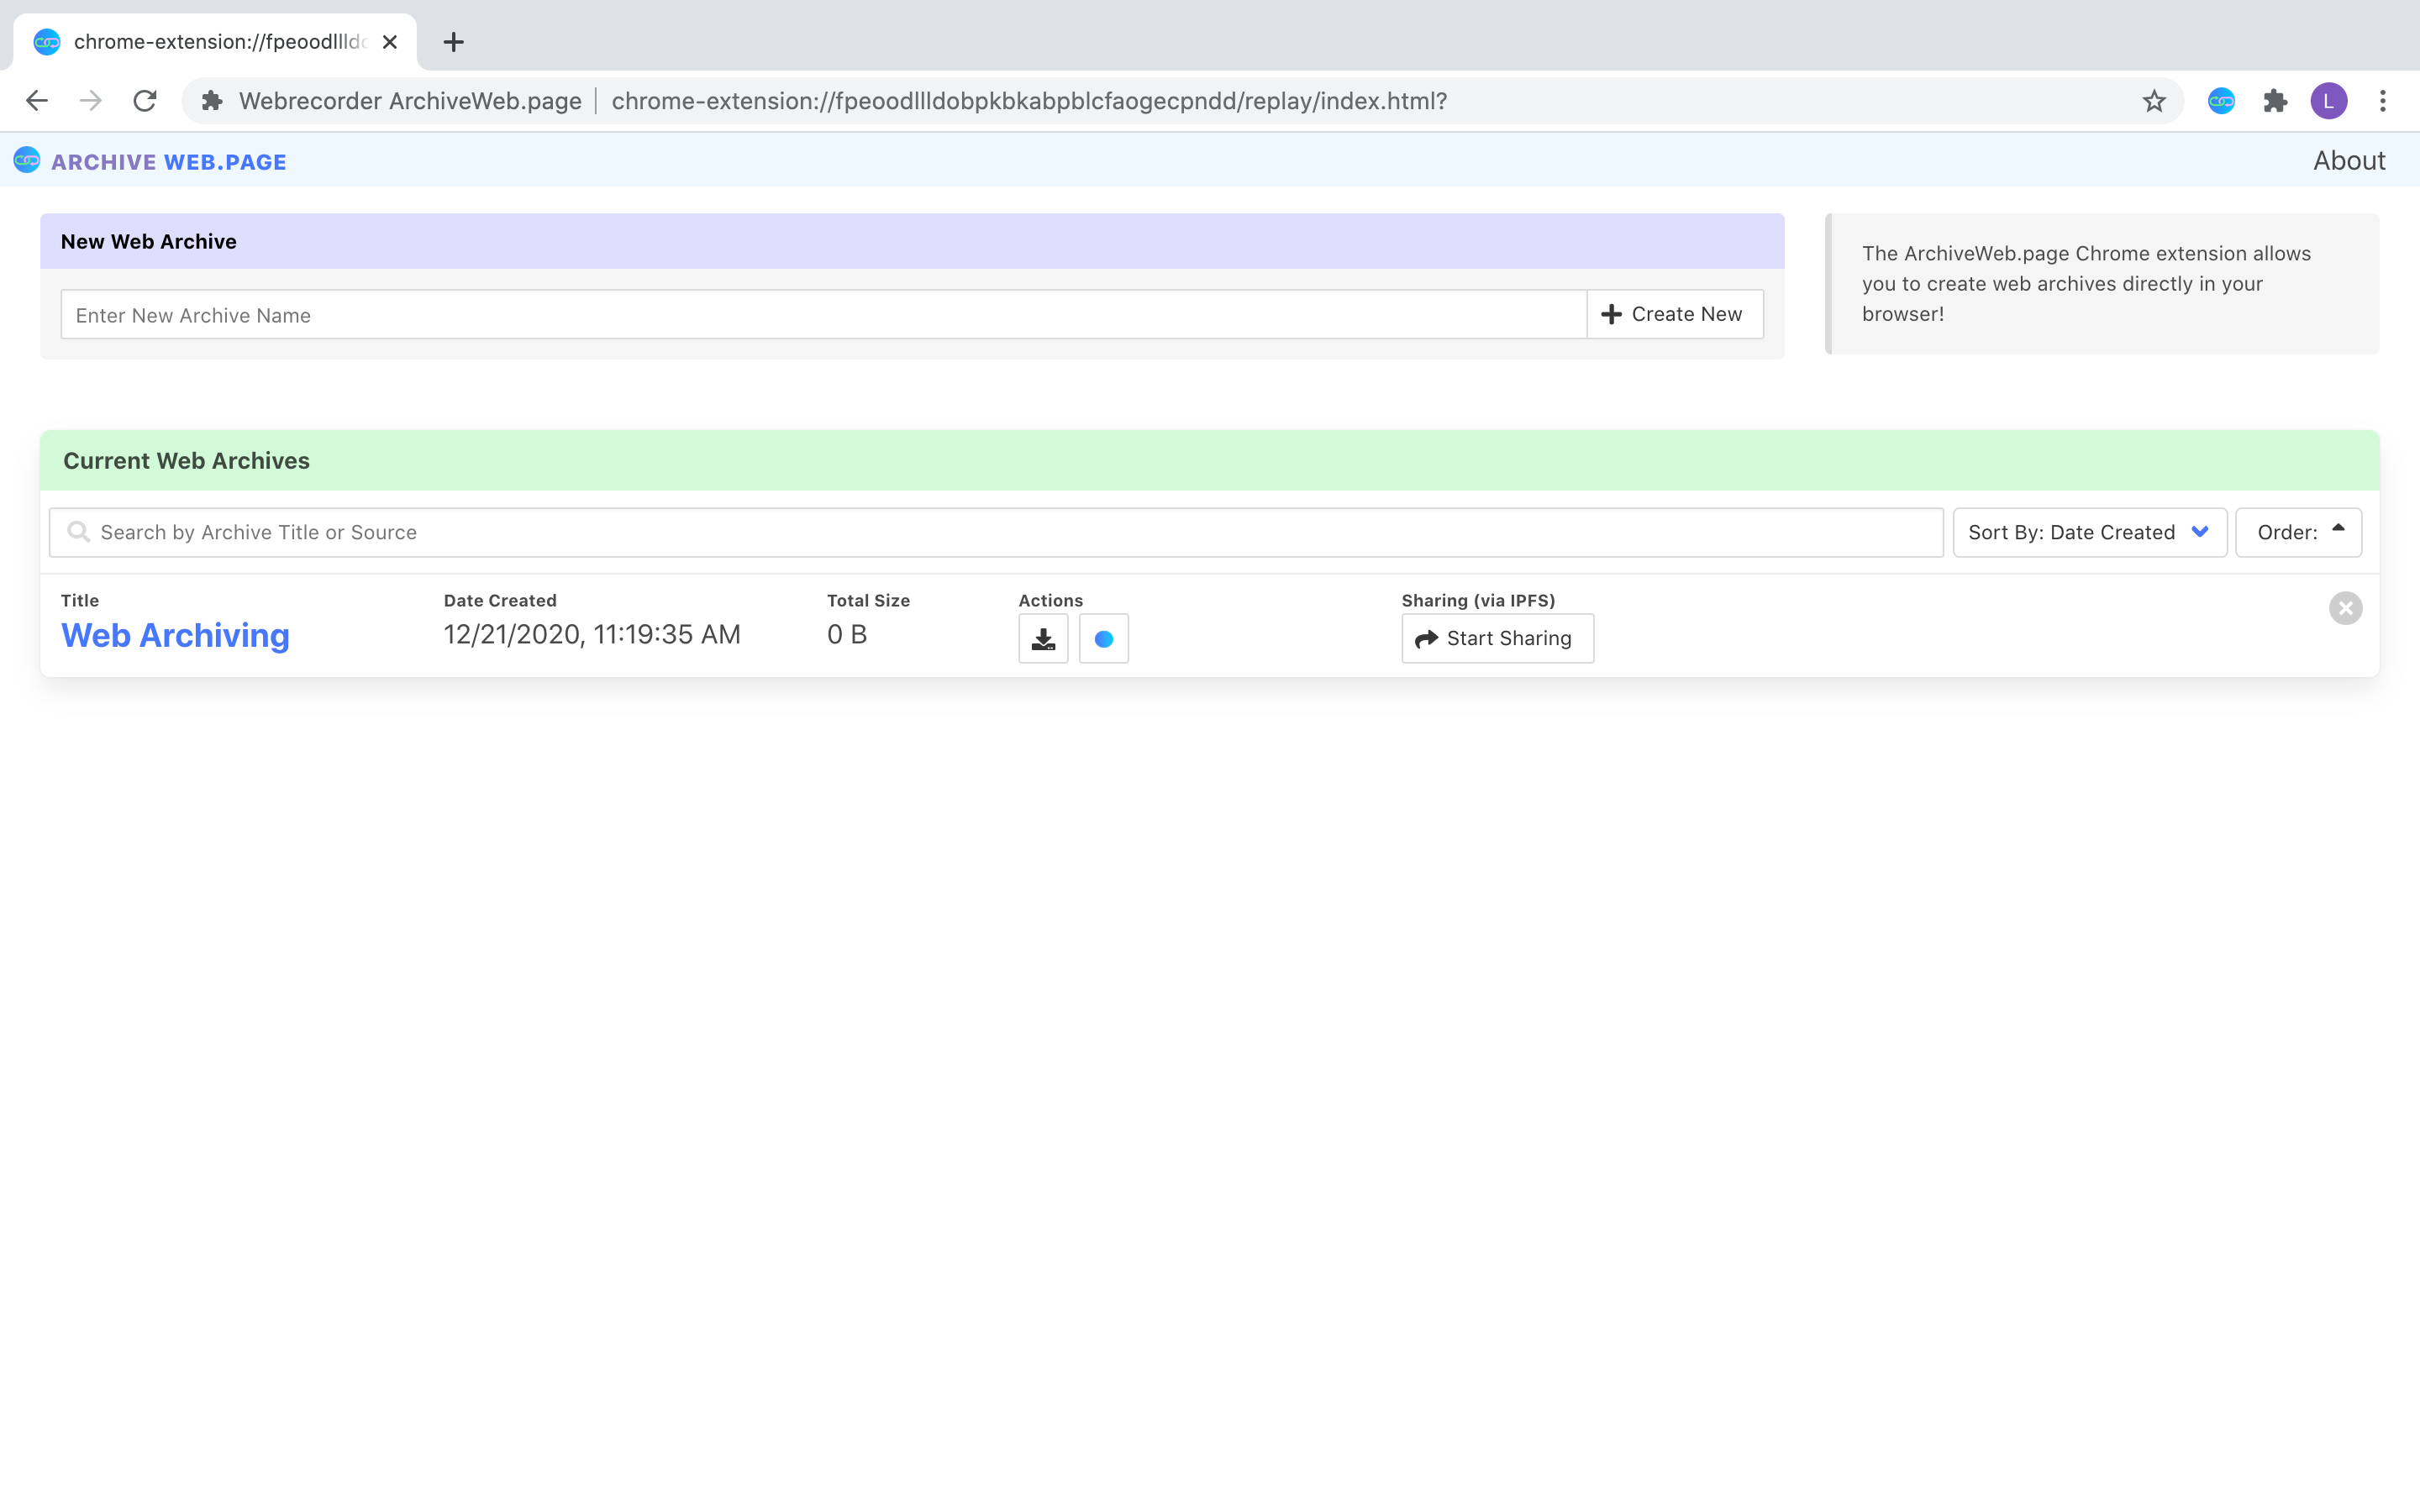 chrome-extension://fpeoodllld
Webrecorder ArchiveWeb.page | chrome-extension://fpeoodllldobpkbkabpblcfaogecpndd/replay/index.html?
L
ARCHIVE WEB.PAGE
About
New Web Archive
Enter New Archive Name
Create New
The ArchiveWeb.page Chrome extension allows
you to create web archives directly in your
browser!
Current Web Archives
Search by Archive Title or Source
Sort By: Date Created
Order:
Title
Date Created
Total Size
Actions
Sharing (via IPFS)
Web Archiving
12/21/2020, 11:19:35 AM
0 B
Start Sharing